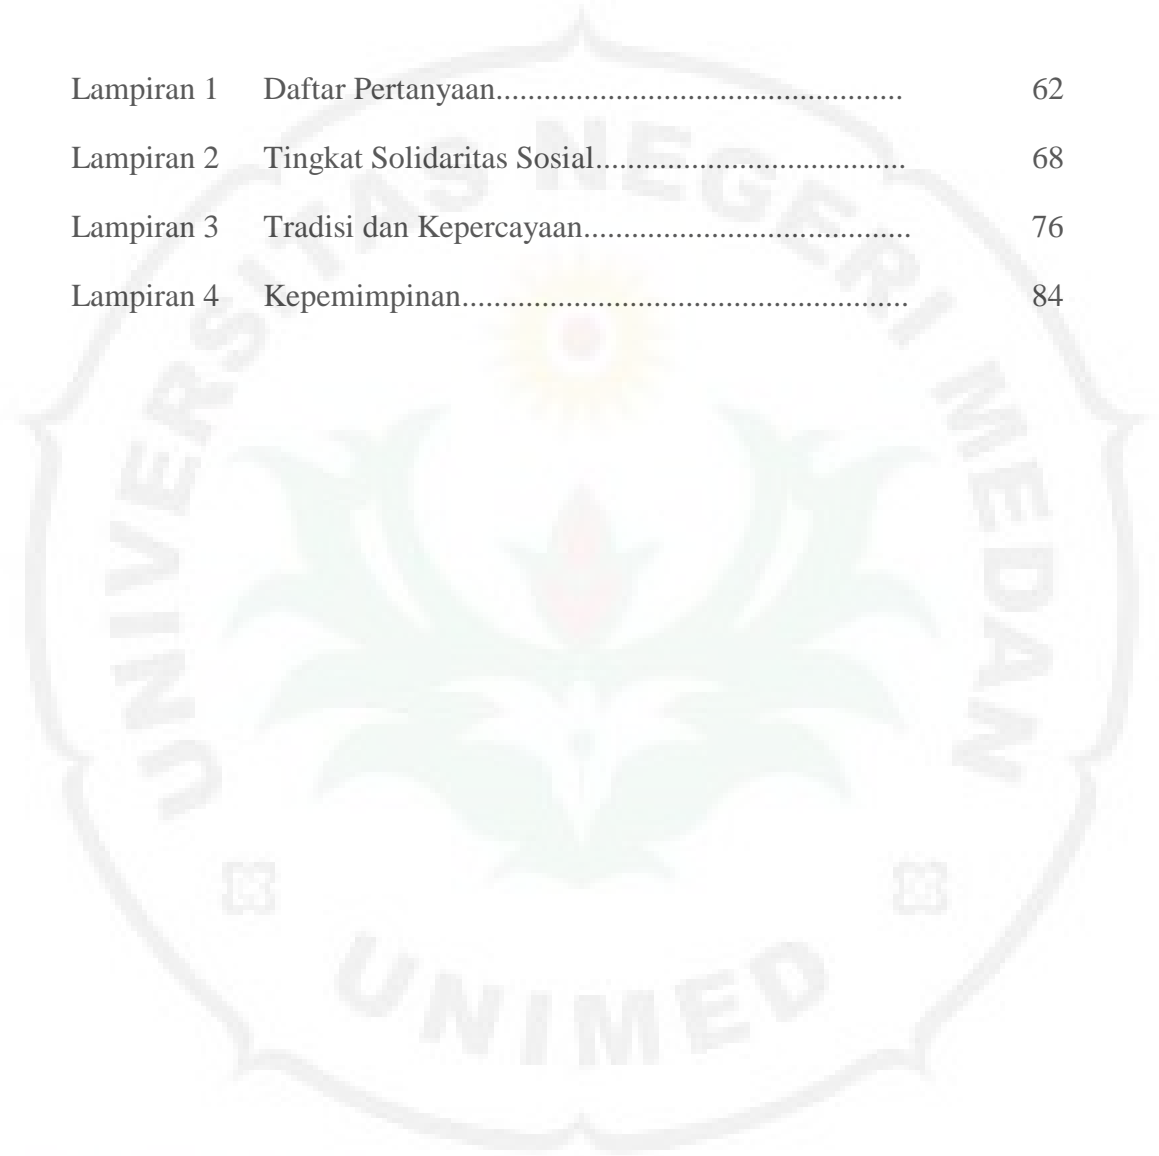 Lampiran 1 Daftar Pertanyaan.................................................. 62
Lampiran 2 Tingkat Solidaritas Sosial...................................... 68
Lampiran 3 Tradisi dan Kepercayaan........................................ 76
Lampiran 4 Kepemimpinan....................................................... 84
UNIVERSITAS NEGERI MEDAN
UNIMED